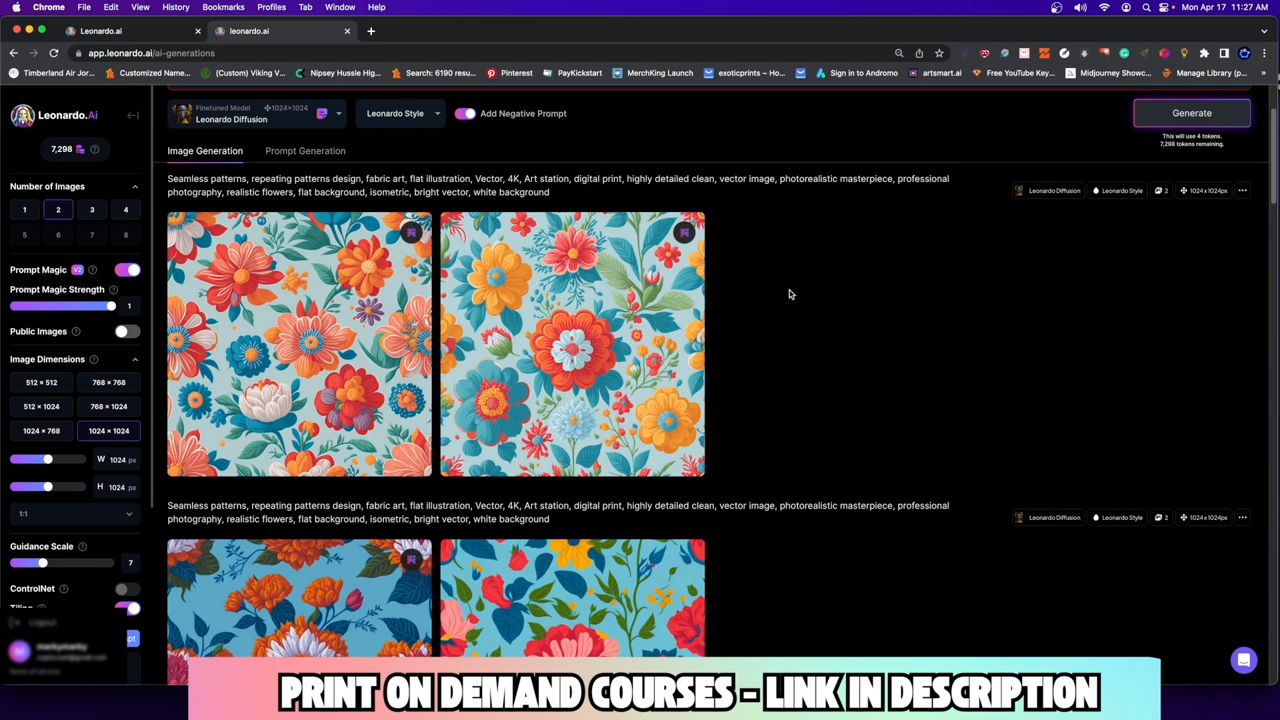 Chrome File Edit View History Bookmarks Profiles Tab Window Help
Mon Apr 17 11:27 AM
Leonardo.ai
leonardo.ai
app.leonardo.ai/ai-generations
Timberland Air Jor...
Customized Name...
(Custom) Viking V...
Nipsey Hussle Hig...
Search: 6190 resu...
Pinterest
PayKickstart
MerchKing Launch
exoticprints – Ho...
Sign in to Andromo
artsmart.ai
Free YouTube Key...
Midjourney Showc...
Manage Library (p...
Leonardo.Ai
7,298
Number of Images
1 2 3 4
5 6 7 8
Prompt Magic V2
Prompt Magic Strength
1
Public Images
Image Dimensions
512 × 512 768 × 768
512 × 1024 768 × 1024
1024 × 768 1024 × 1024
W 1024 px
H 1024 px
1:1
Guidance Scale
7
ControlNet
Tiling
Finetuned Model 1024×1024
Leonardo Diffusion
Leonardo Style
Add Negative Prompt
Generate
This will use 4 tokens.
7,298 tokens remaining.
Image Generation Prompt Generation
Seamless patterns, repeating patterns design, fabric art, flat illustration, Vector, 4K, Art station, digital print, highly detailed clean, vector image, photorealistic masterpiece, professional
photography, realistic flowers, flat background, isometric, bright vector, white background
Leonardo Diffusion Leonardo Style 2 1024x1024px
Seamless patterns, repeating patterns design, fabric art, flat illustration, Vector, 4K, Art station, digital print, highly detailed clean, vector image, photorealistic masterpiece, professional
photography, realistic flowers, flat background, isometric, bright vector, white background
Leonardo Diffusion Leonardo Style 2 1024x1024px
PRINT ON DEMAND COURSES - LINK IN DESCRIPTION